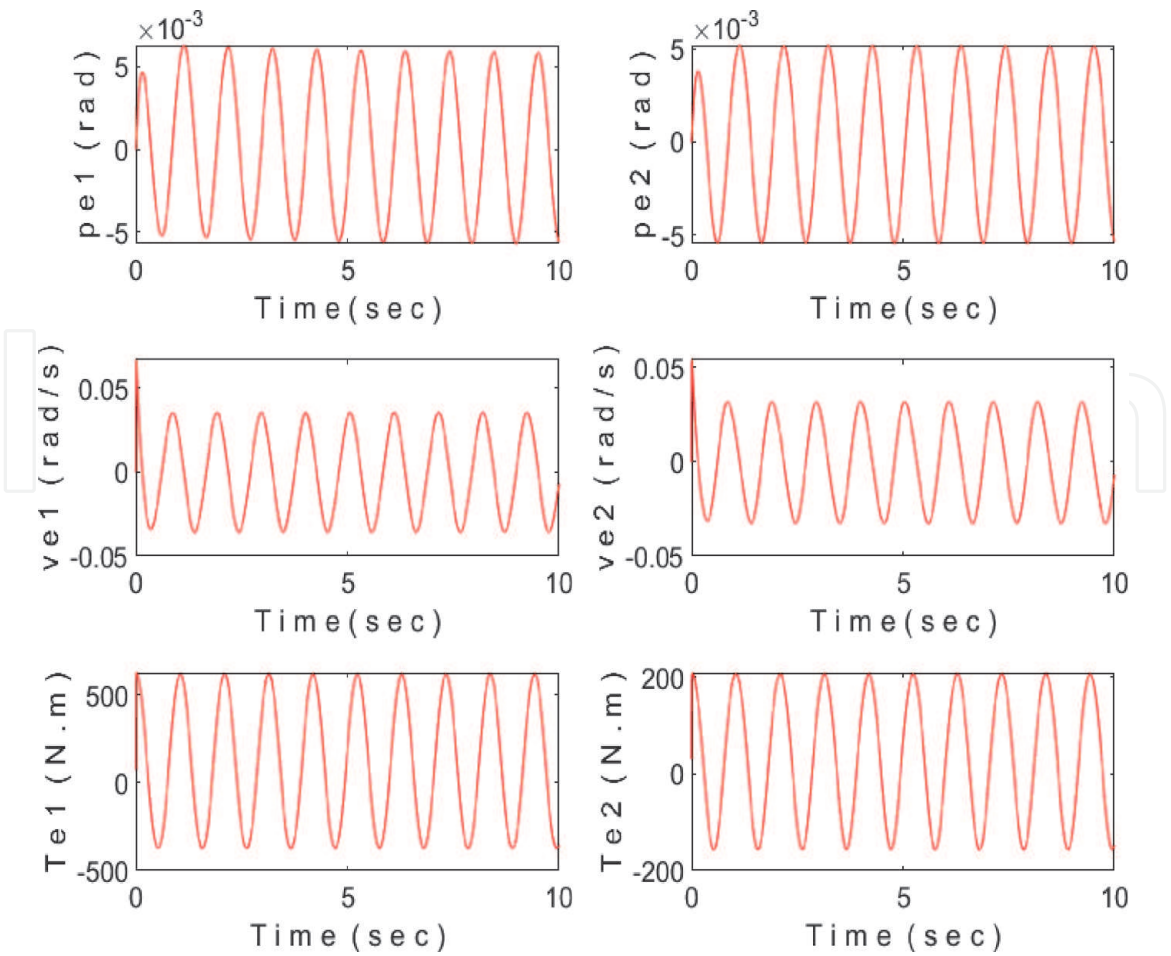 ×10⁻³
5
0
-5
pe1 (rad)
0 5 10
Time(sec)
×10⁻³
5
0
-5
pe2 (rad)
0 5 10
Time(sec)
0.05
0
-0.05
ve1 (rad/s)
0 5 10
Time(sec)
0.05
0
-0.05
ve2 (rad/s)
0 5 10
Time(sec)
500
0
-500
Te1 (N.m)
0 5 10
Time (sec)
200
0
-200
Te2 (N.m)
0 5 10
Time (sec)